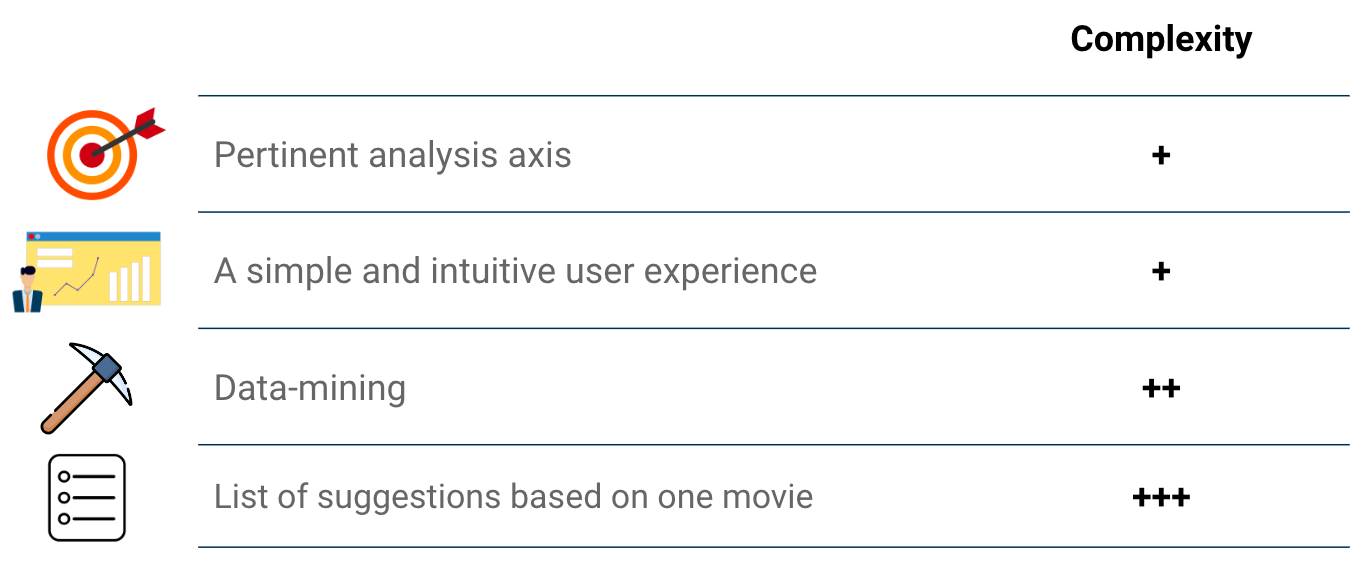 Complexity
Pertinent analysis axis +
A simple and intuitive user experience +
Data-mining ++
List of suggestions based on one movie +++